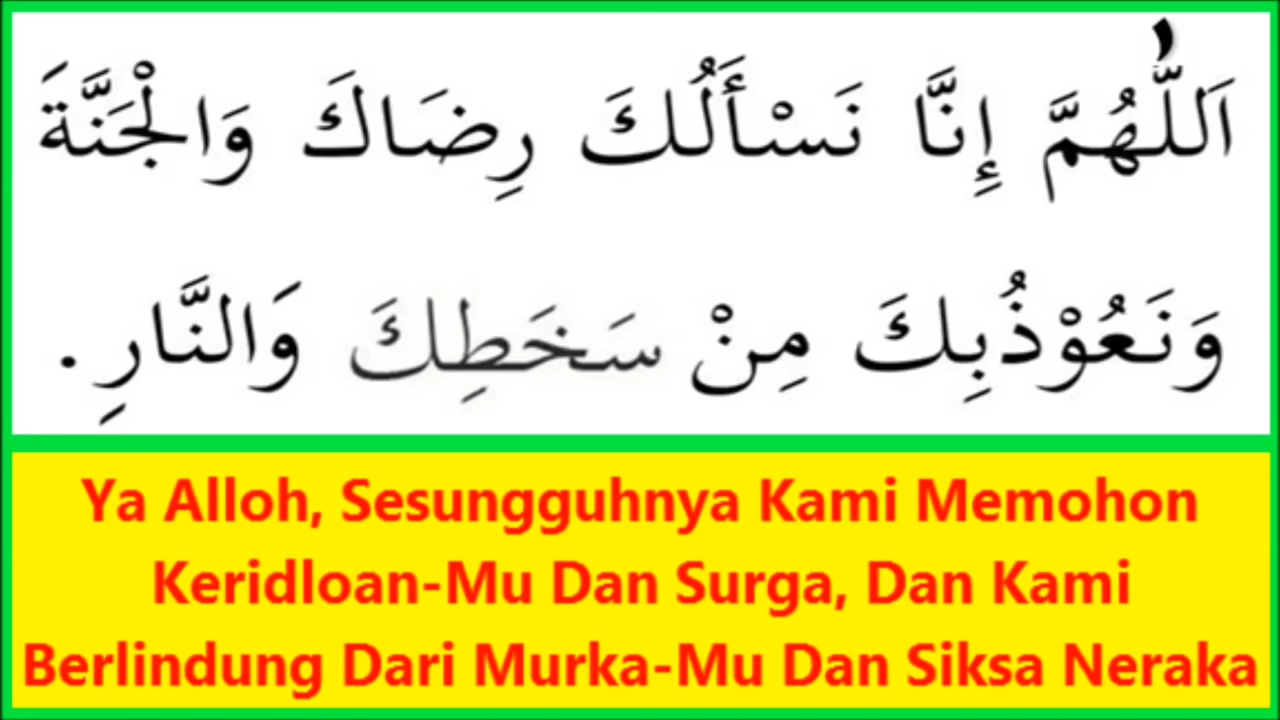 اَللّٰهُمَّ إِنَّا نَسْأَلُكَ رِضَاكَ وَالْجَنَّةَ
وَنَعُوْذُبِكَ مِنْ سَخَطِكَ وَالنَّارِ.
Ya Alloh, Sesungguhnya Kami Memohon
Keridloan-Mu Dan Surga, Dan Kami
Berlindung Dari Murka-Mu Dan Siksa Neraka